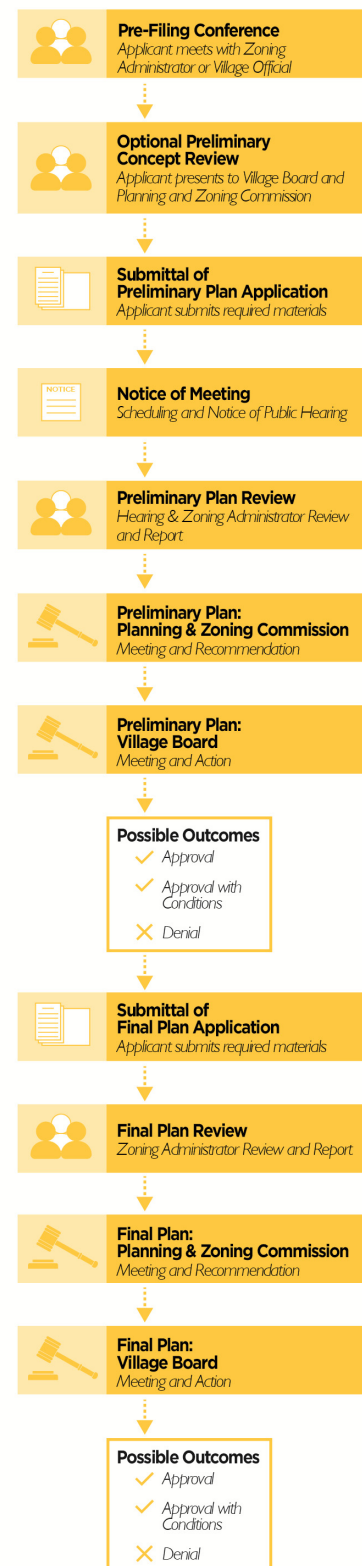 Pre-Filing Conference
Applicant meets with Zoning
Administrator or Village Official
Optional Preliminary
Concept Review
Applicant presents to Village Board and
Planning and Zoning Commission
Submittal of
Preliminary Plan Application
Applicant submits required materials
NOTICE
Notice of Meeting
Scheduling and Notice of Public Hearing
Preliminary Plan Review
Hearing & Zoning Administrator Review
and Report
Preliminary Plan:
Planning & Zoning Commission
Meeting and Recommendation
Preliminary Plan:
Village Board
Meeting and Action
Possible Outcomes
Approval
Approval with
Conditions
Denial
Submittal of
Final Plan Application
Applicant submits required materials
Final Plan Review
Zoning Administrator Review and Report
Final Plan:
Planning & Zoning Commission
Meeting and Recommendation
Final Plan:
Village Board
Meeting and Action
Possible Outcomes
Approval
Approval with
Conditions
Denial